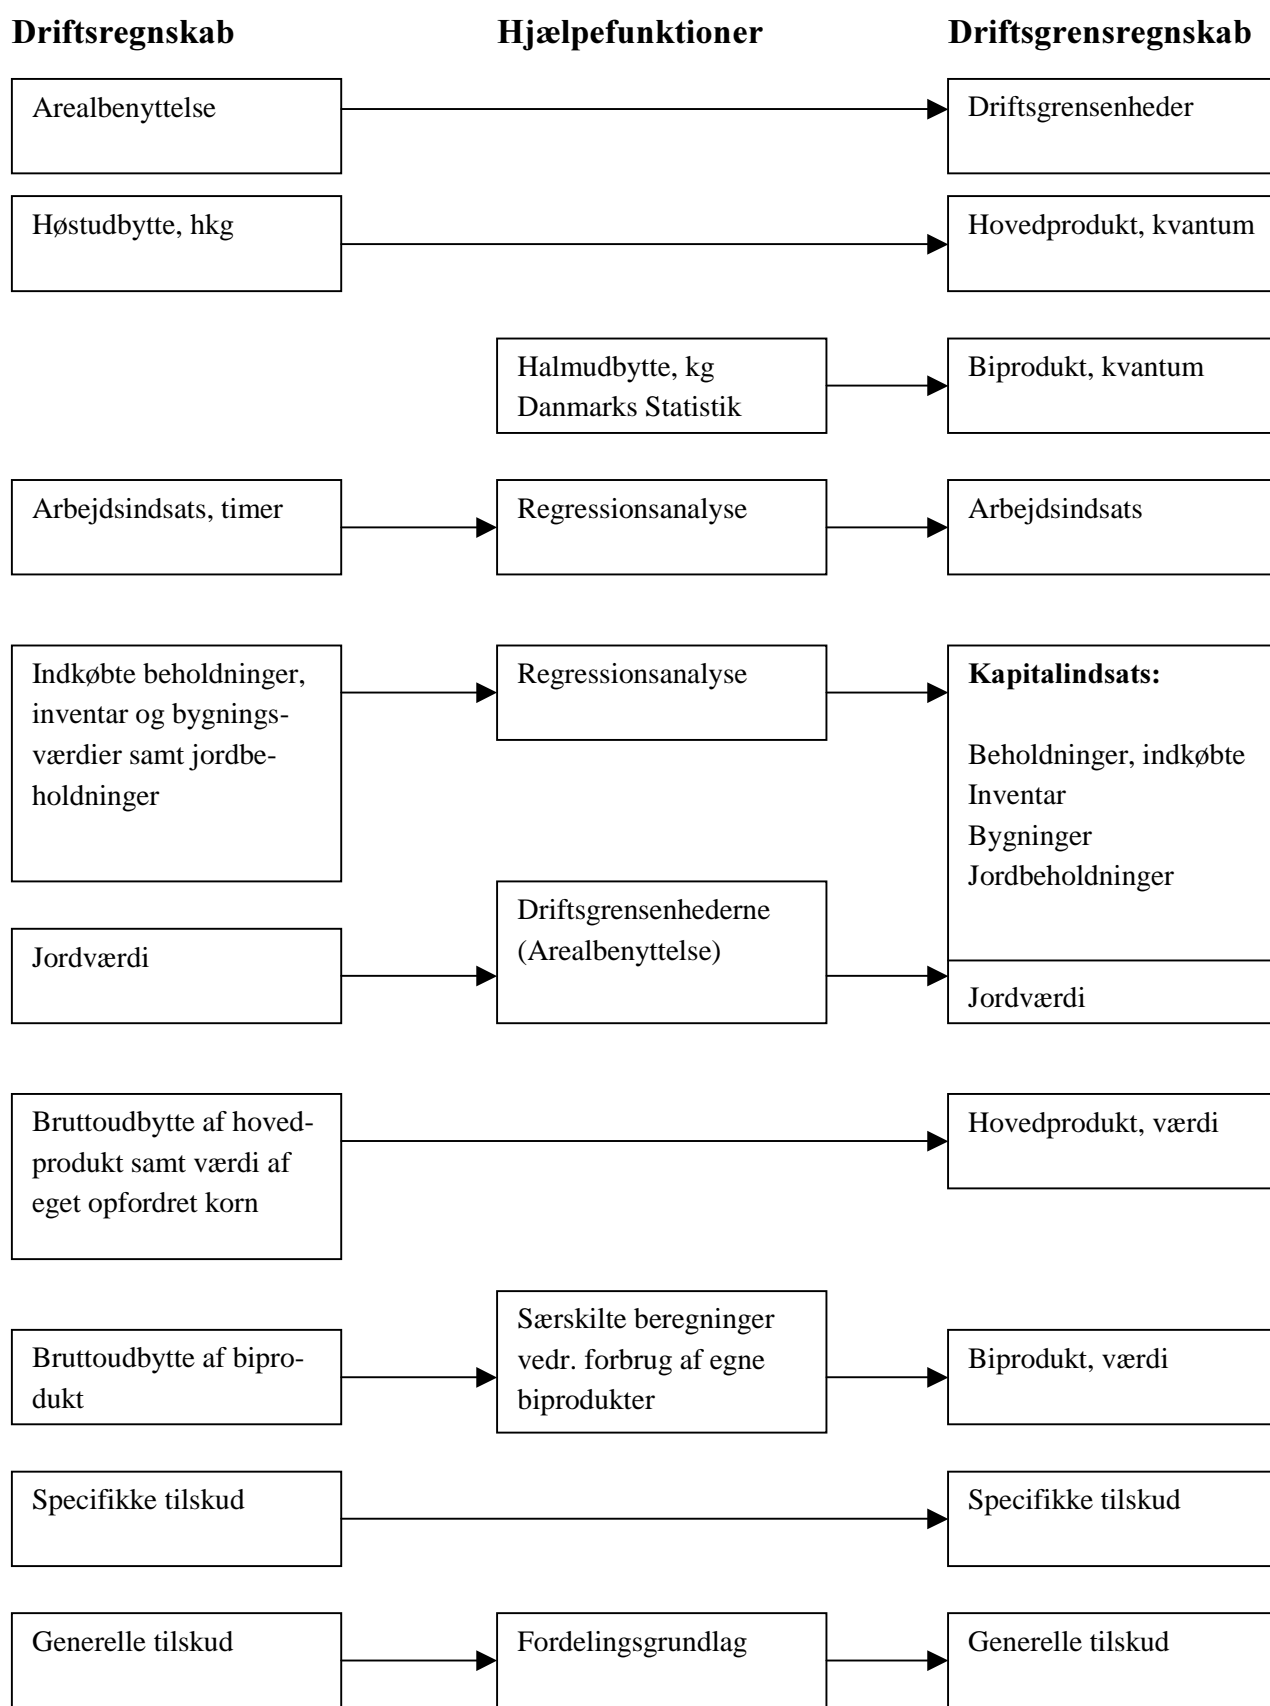 Driftsregnskab
Hjælpefunktioner
Driftsgrensregnskab
Arealbenyttelse
Driftsgrensenheder
Høstudbytte, hkg
Hovedprodukt, kvantum
Halmudbytte, kg
Danmarks Statistik
Biprodukt, kvantum
Arbejdsindsats, timer
Regressionsanalyse
Arbejdsindsats
Indkøbte beholdninger,
inventar og bygnings-
værdier samt jordbe-
holdninger
Regressionsanalyse
Kapitalindsats:
Beholdninger, indkøbte
Inventar
Bygninger
Jordbeholdninger
Jordværdi
Driftsgrensenhederne
(Arealbenyttelse)
Jordværdi
Bruttoudbytte af hoved-
produkt samt værdi af
eget opfordret korn
Hovedprodukt, værdi
Bruttoudbytte af bipro-
dukt
Særskilte beregninger
vedr. forbrug af egne
biprodukter
Biprodukt, værdi
Specifikke tilskud
Specifikke tilskud
Generelle tilskud
Fordelingsgrundlag
Generelle tilskud